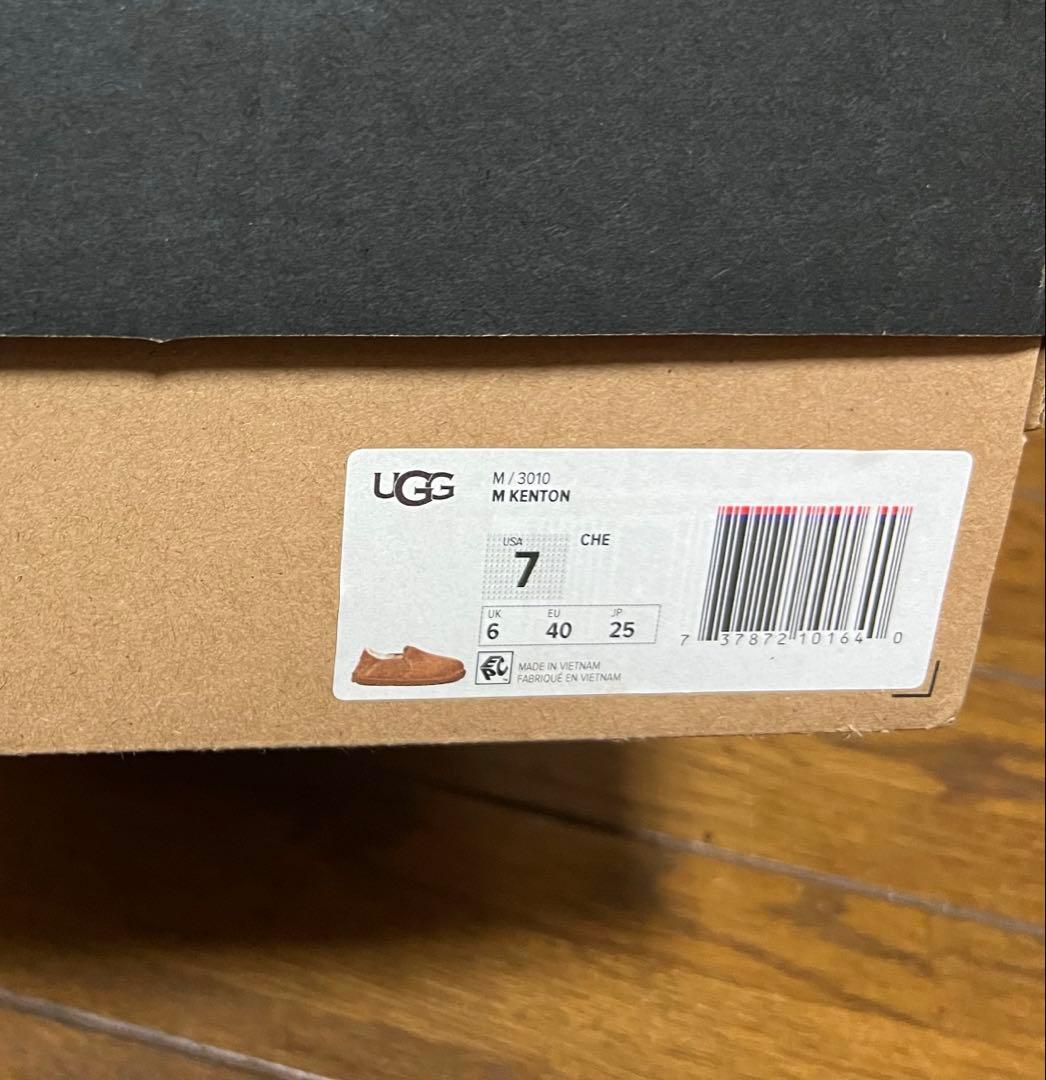 UGG
M / 3010
M KENTON
USA
7
CHE
UK EU JP
6 40 25
EPC
MADE IN VIETNAM
FABRIQUÉ EN VIETNAM
7 37872 10164 0